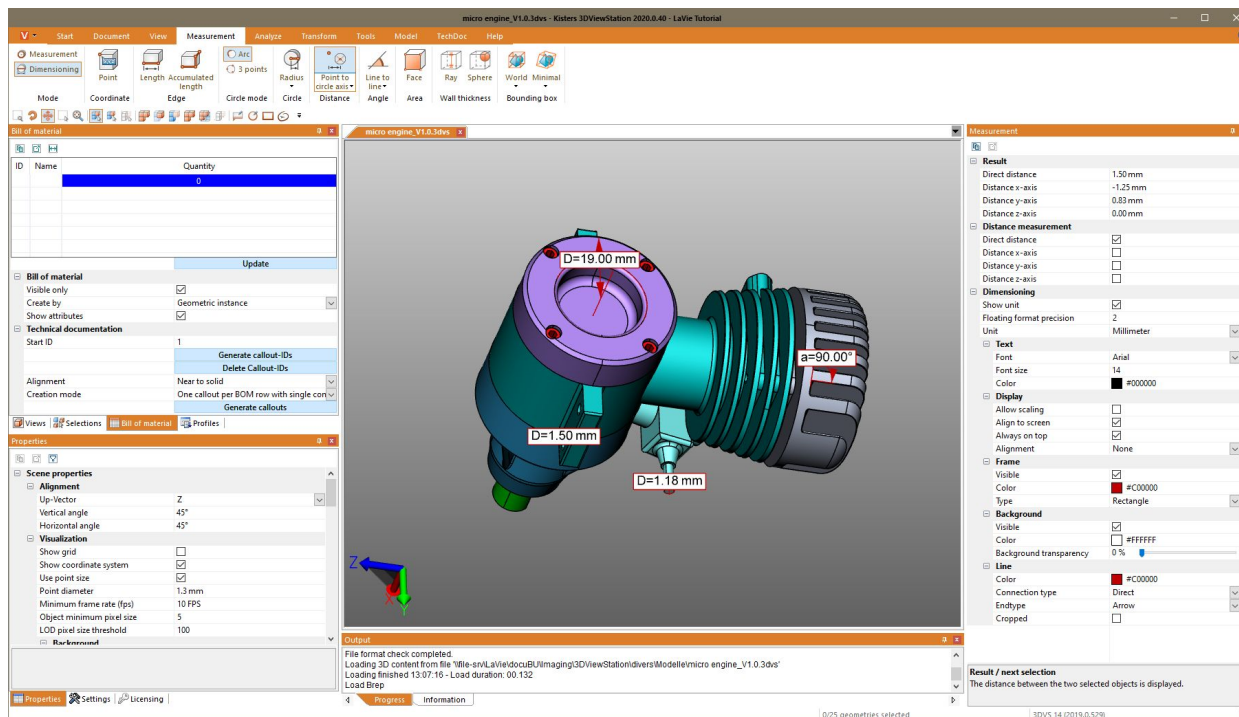 micro engine_V1.0.3dvs - Kisters 3DViewStation 2020.0.40 - LaVie Tutorial
V Start Document View Measurement Analyze Transform Tools Model TechDoc Help
Measurement
Dimensioning
Mode
Point
Coordinate
Length Accumulated length
Edge
Arc
3 points
Circle mode
Radius
Circle
Point to circle axis
Distance
Line to line
Angle
Face
Area
Ray Sphere
Wall thickness
World Minimal
Bounding box
Bill of material
ID Name Quantity
0
Update
Bill of material
Visible only
Create by Geometric instance
Show attributes
Technical documentation
Start ID 1
Generate callout-IDs
Delete Callout-IDs
Alignment Near to solid
Creation mode One callout per BOM row with single con
Generate callouts
Views Selections Bill of material Profiles
Properties
Scene properties
Alignment
Up-Vector Z
Vertical angle 45°
Horizontal angle 45°
Visualization
Show grid
Show coordinate system
Use point size
Point diameter 1.3 mm
Minimum frame rate (fps) 10 FPS
Object minimum pixel size 5
LOD pixel size threshold 100
Background
Properties Settings Licensing
micro engine_V1.0.3dvs
D=19.00 mm
a=90.00°
D=1.50 mm
D=1.18 mm
Z
X
Y
Output
File format check completed.
Loading 3D content from file '\\file-srv\LaVie\docuBU\Imaging\3DViewStation\divers\Modelle\micro engine_V1.0.3dvs'
Loading finished 13:07:16 - Load duration: 00.132
Load Brep
Progress Information
Measurement
Result
Direct distance 1.50 mm
Distance x-axis -1.25 mm
Distance y-axis 0.83 mm
Distance z-axis 0.00 mm
Distance measurement
Direct distance
Distance x-axis
Distance y-axis
Distance z-axis
Dimensioning
Show unit
Floating format precision 2
Unit Millimeter
Text
Font Arial
Font size 14
Color #000000
Display
Allow scaling
Align to screen
Always on top
Alignment None
Frame
Visible
Color #C00000
Type Rectangle
Background
Visible
Color #FFFFFF
Background transparency 0 %
Line
Color #C00000
Connection type Direct
Endtype Arrow
Cropped
Result / next selection
The distance between the two selected objects is displayed.
0/25 geometries selected 3DVS 14 (2019.0.529)